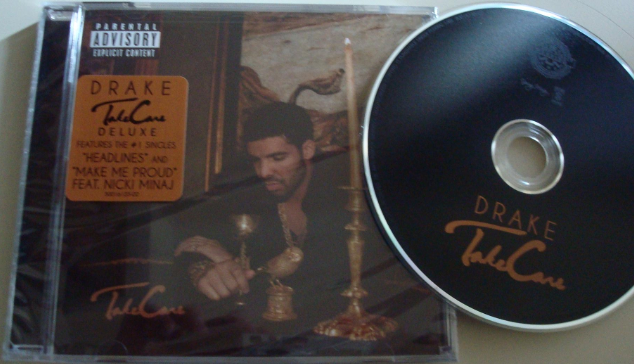 PARENTAL
ADVISORY
EXPLICIT CONTENT
DRAKE
Take Care
DELUXE
FEATURES THE #1 SINGLES
"HEADLINES" AND
"MAKE ME PROUD"
FEAT. NICKI MINAJ
Take Care
DRAKE
Take Care